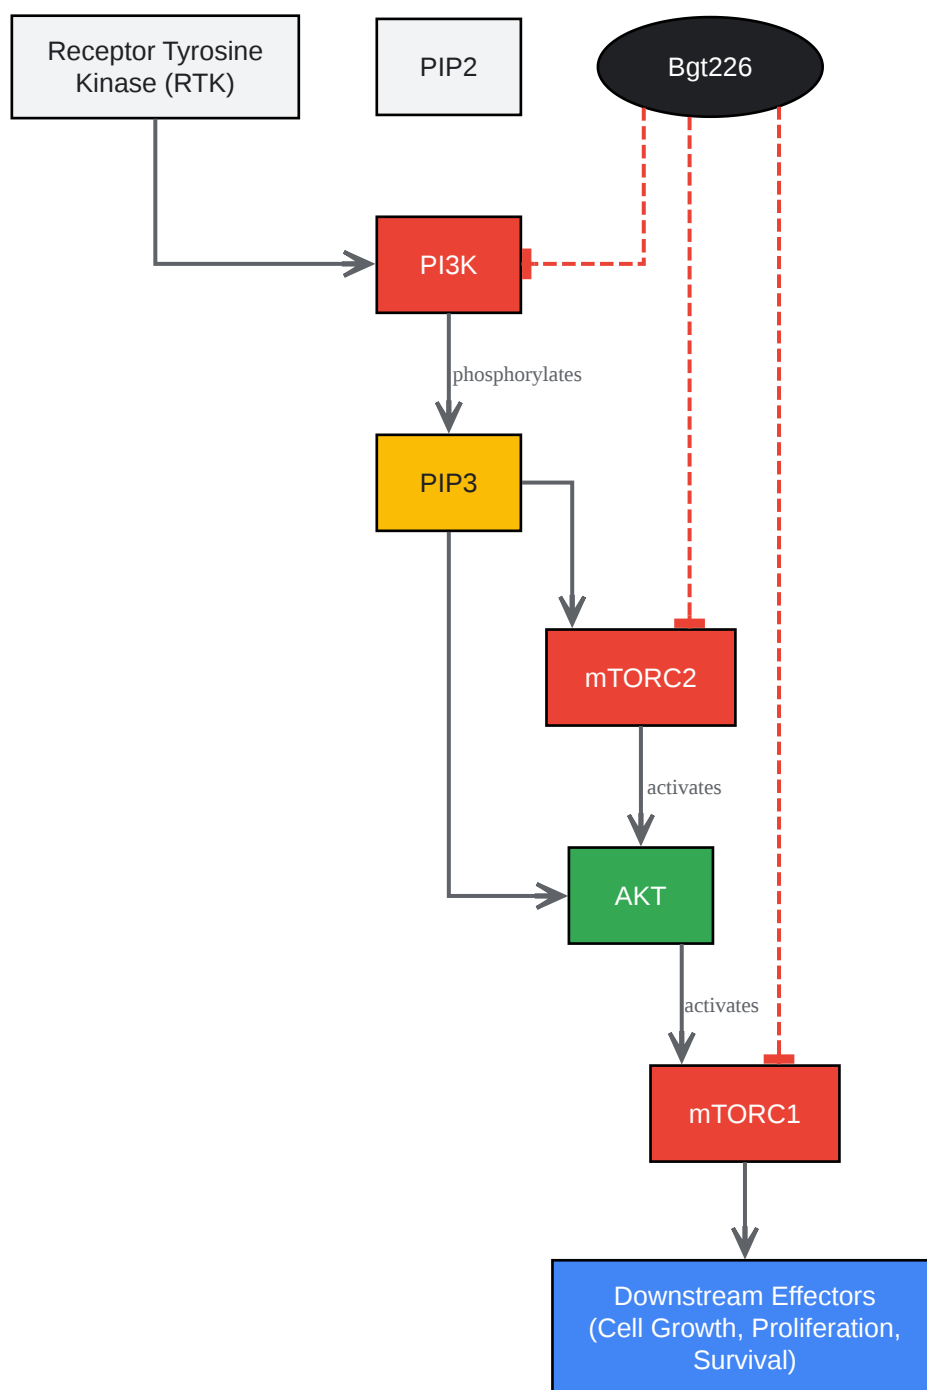 Receptor Tyrosine
Kinase (RTK)
PIP2
Bgt226
PI3K
phosphorylates
PIP3
mTORC2
activates
AKT
activates
mTORC1
Downstream Effectors
(Cell Growth, Proliferation,
Survival)